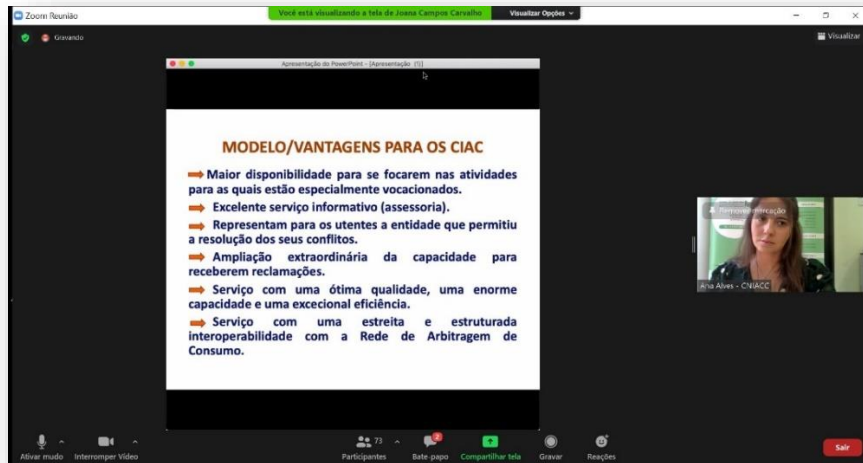 Zoom Reunião
Você está visualizando a tela de Joana Campos Carvalho
Visualizar Opções
Gravando
Visualizar
Apresentação do PowerPoint - [Apresentação (1)]
MODELO/VANTAGENS PARA OS CIAC
Maior disponibilidade para se focarem nas atividades
para as quais estão especialmente vocacionados.
Excelente serviço informativo (assessoria).
Representam para os utentes a entidade que permitiu
a resolução dos seus conflitos.
Ampliação extraordinária da capacidade para
receberem reclamações.
Serviço com uma ótima qualidade, uma enorme
capacidade e uma excecional eficiência.
Serviço com uma estreita e estruturada
interoperabilidade com a Rede de Arbitragem de
Consumo.
Ana Alves - CNIACC
Ativar mudo
Interromper Vídeo
73
Participantes
2
Bate-papo
Compartilhar tela
Gravar
Reações
Sair